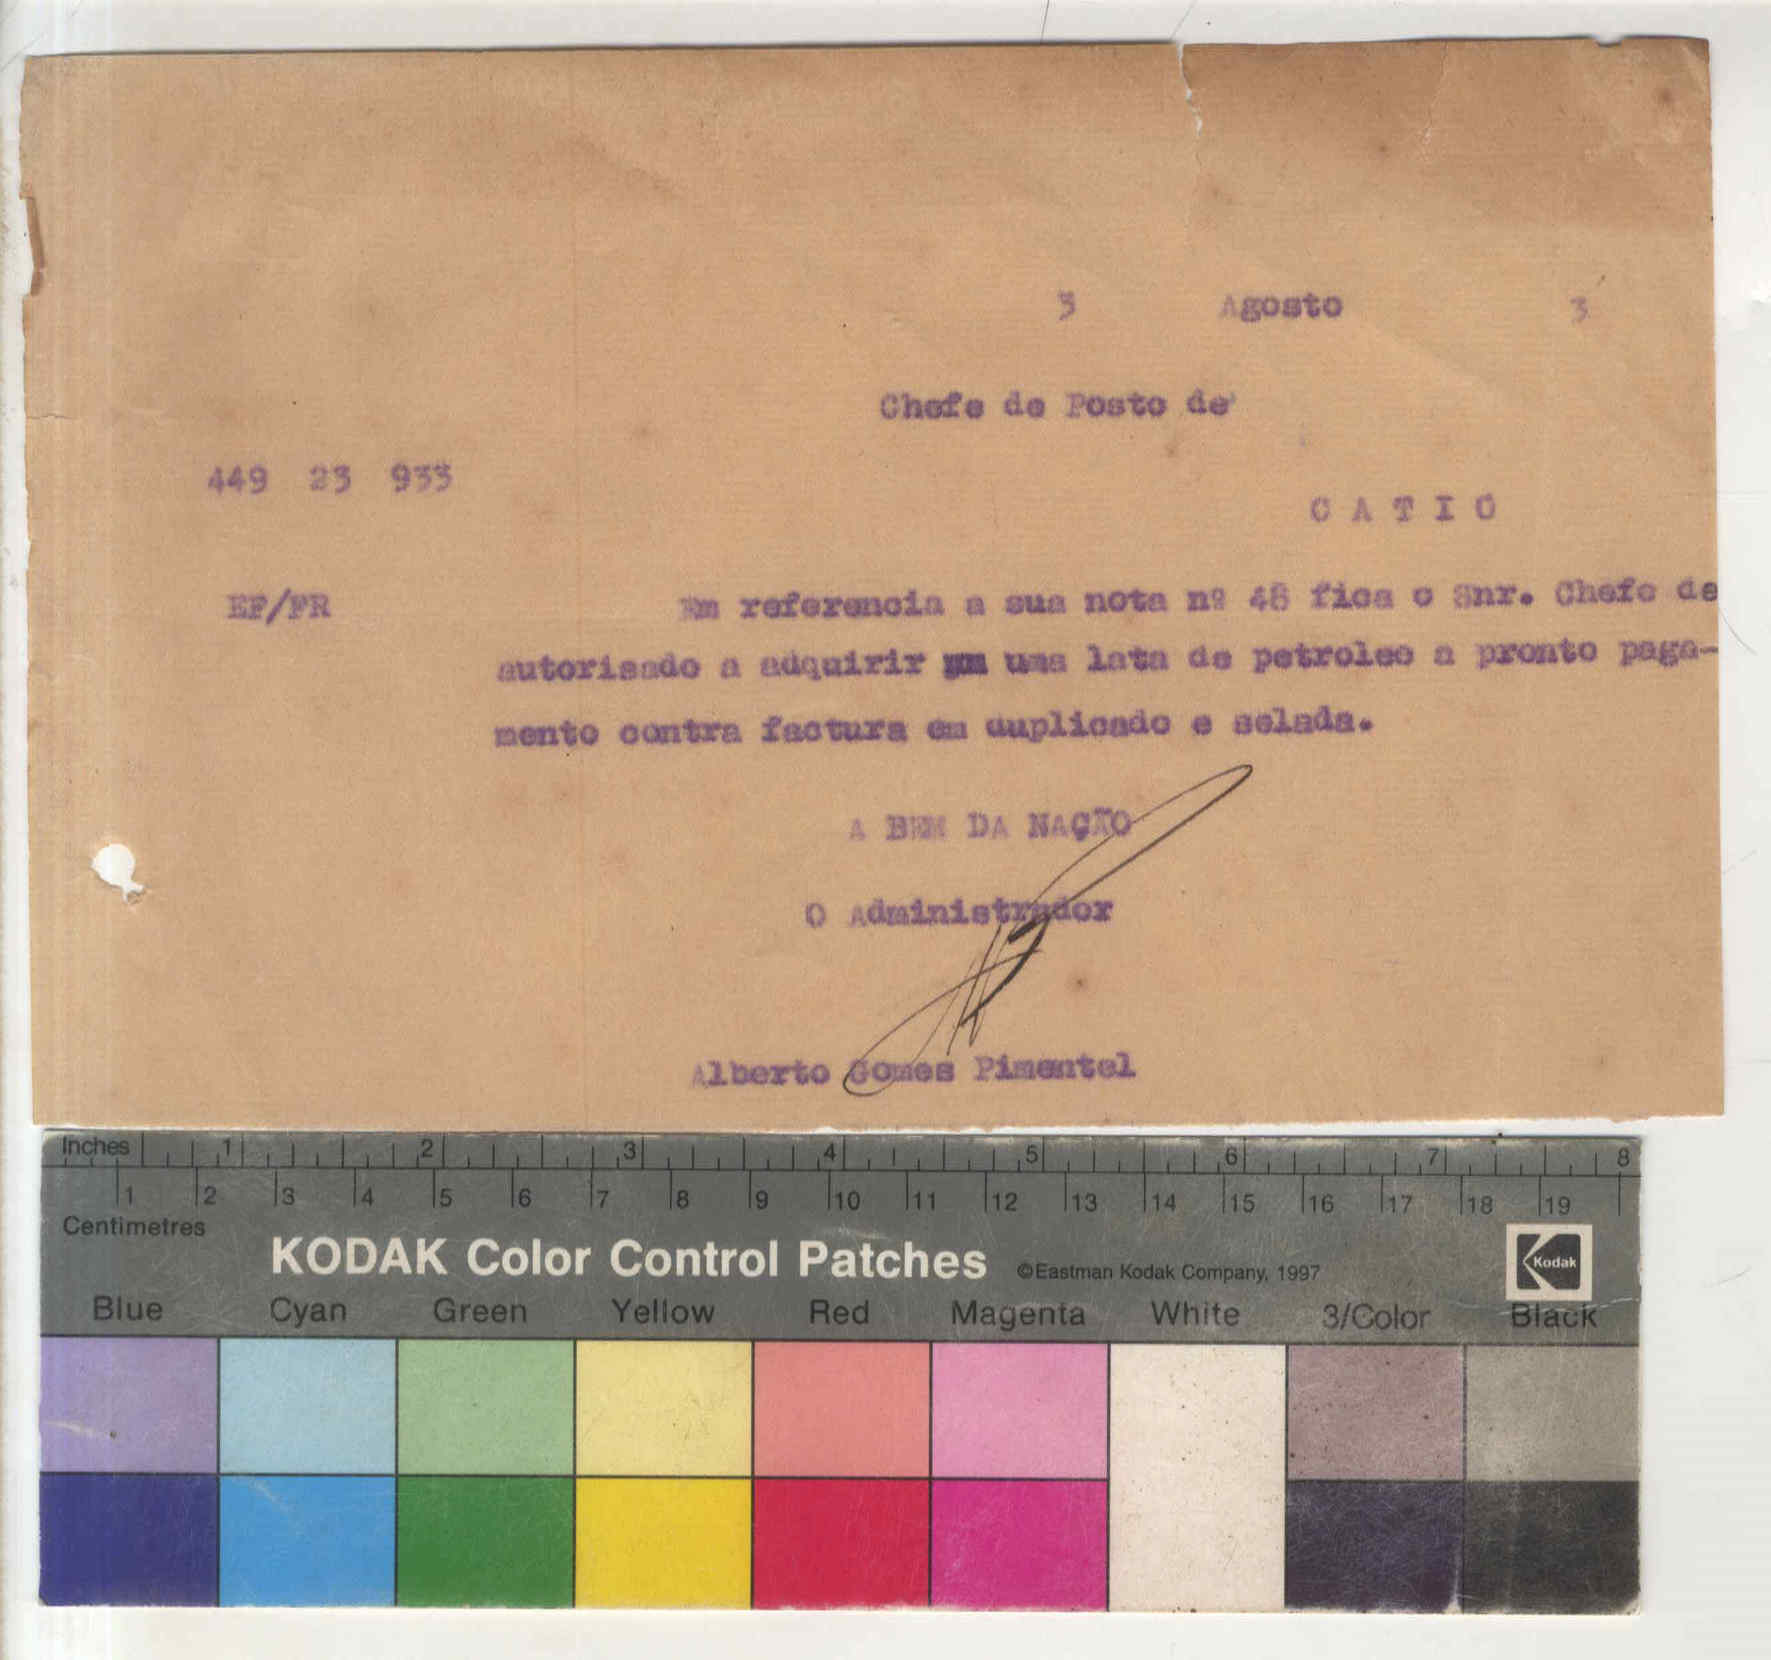 3 Agosto 3
Chefe de Posto de
449 23 933
C A T I O
EF/FR
Em referencia a sua nota nº 48 fica o Snr. Chefe de
autorisado a adquirir um uma lata de petroleo a pronto paga-
mento contra factura em duplicado e selada.
A BEM DA NAÇÃO
O Administrador
Alberto Gomes Pimentel
Inches 1 2 3 4 5 6 7 8
1 2 3 4 5 6 7 8 9 10 11 12 13 14 15 16 17 18 19
Centimetres
KODAK Color Control Patches ©Eastman Kodak Company, 1997 Kodak
Blue Cyan Green Yellow Red Magenta White 3/Color Black